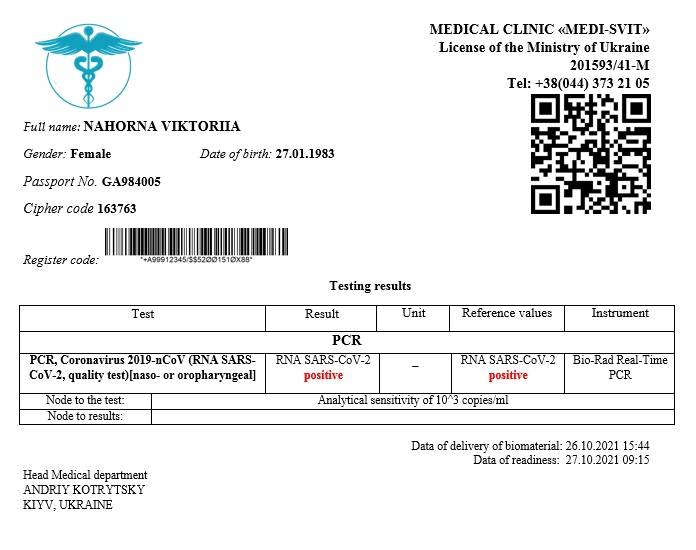 MEDICAL CLINIC «MEDI-SVIT»
License of the Ministry of Ukraine
201593/41-M
Tel: +38(044) 373 21 05
Full name: NAHORNA VIKTORIIA
Gender: Female Date of birth: 27.01.1983
Passport No. GA984005
Cipher code 163763
Register code:
*+A99912345/$$52ØØ151ØX88*
Testing results
Test Result Unit Reference values Instrument
PCR
PCR, Coronavirus 2019-nCoV (RNA SARS- RNA SARS-CoV-2 _ RNA SARS-CoV-2 Bio-Rad Real-Time
CoV-2, quality test)[naso- or oropharyngeal] positive positive PCR
Node to the test: Analytical sensitivity of 10^3 copies/ml
Node to results:
Data of delivery of biomaterial: 26.10.2021 15:44
Data of readiness: 27.10.2021 09:15
Head Medical department
ANDRIY KOTRYTSKY
KIYV, UKRAINE